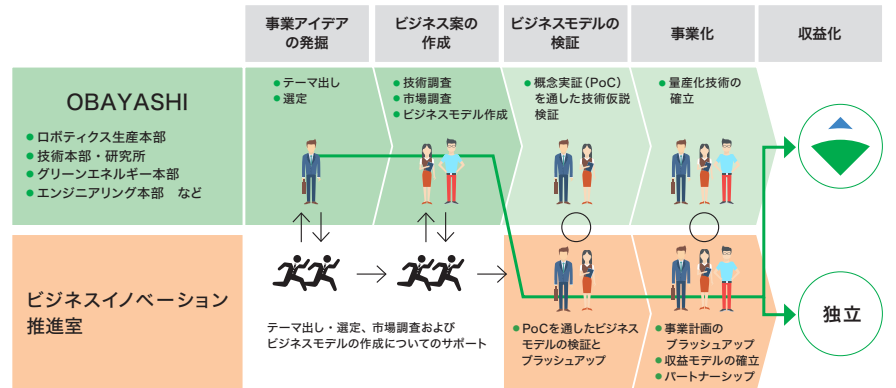 事業アイデア
の発掘
ビジネス案の
作成
ビジネスモデルの
検証
事業化
収益化
OBAYASHI
● ロボティクス生産本部
● 技術本部・研究所
● グリーンエネルギー本部
● エンジニアリング本部　など
● テーマ出し
● 選定
● 技術調査
● 市場調査
● ビジネスモデル作成
● 概念実証（PoC）
を通した技術仮説
検証
● 量産化技術の
確立
ビジネスイノベーション
推進室
テーマ出し・選定、市場調査および
ビジネスモデルの作成についてのサポート
● PoCを通したビジネス
モデルの検証と
ブラッシュアップ
● 事業計画の
ブラッシュアップ
● 収益モデルの確立
● パートナーシップ
独立